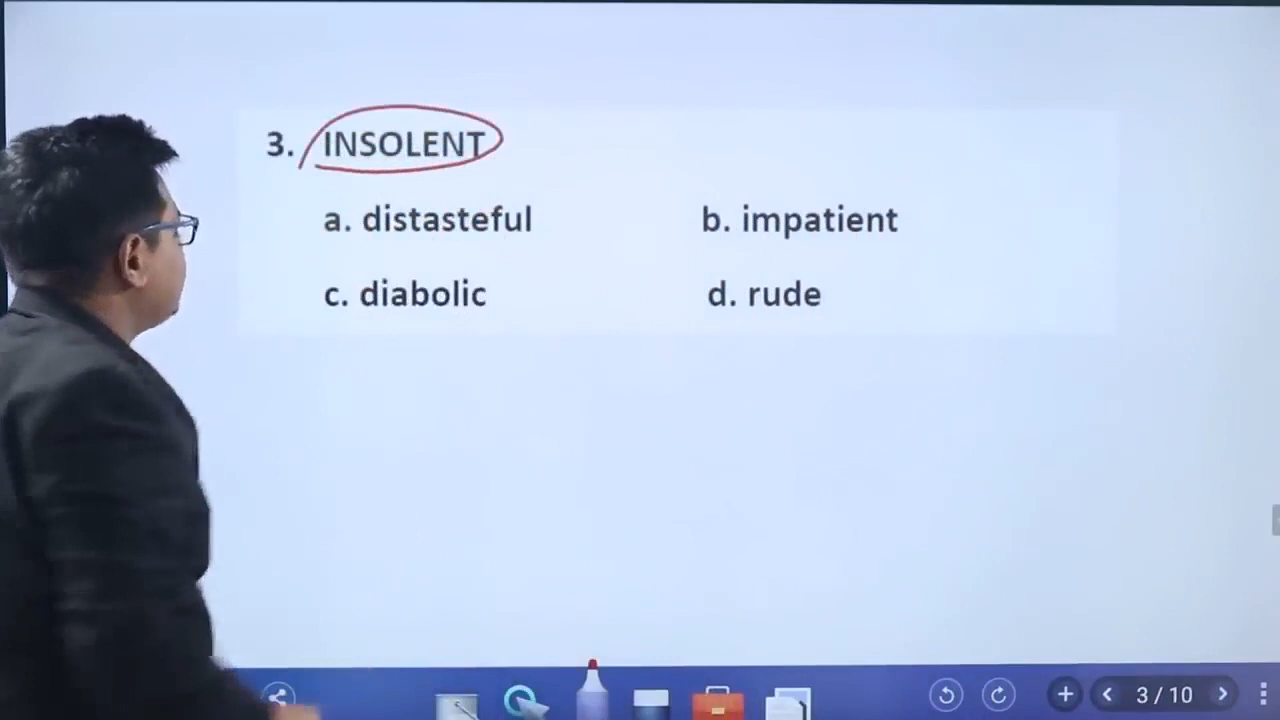 3. INSOLENT
a. distasteful b. impatient
c. diabolic d. rude
3 / 10